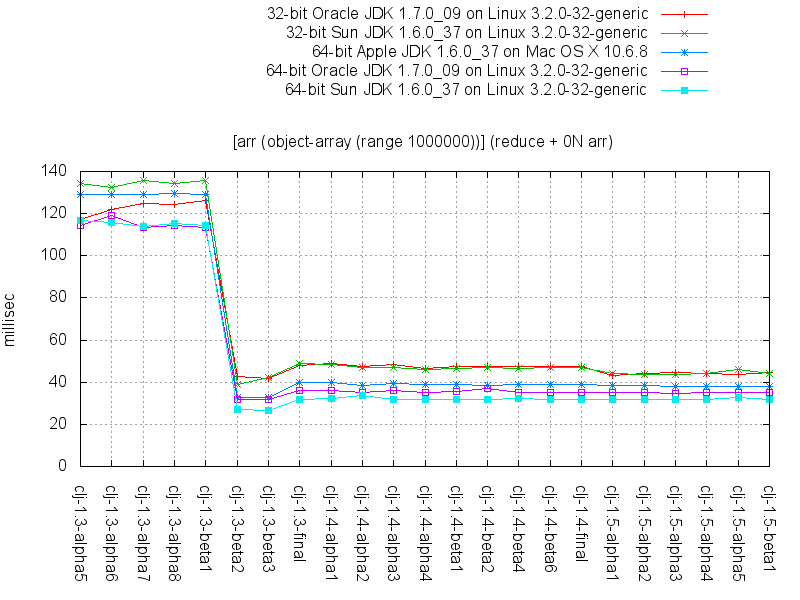 32-bit Oracle JDK 1.7.0_09 on Linux 3.2.0-32-generic
32-bit Sun JDK 1.6.0_37 on Linux 3.2.0-32-generic
64-bit Apple JDK 1.6.0_37 on Mac OS X 10.6.8
64-bit Oracle JDK 1.7.0_09 on Linux 3.2.0-32-generic
64-bit Sun JDK 1.6.0_37 on Linux 3.2.0-32-generic
[arr (object-array (range 1000000))] (reduce + 0N arr)
140
120
100
80
60
40
20
0
millisec
clj-1.3-alpha5
clj-1.3-alpha6
clj-1.3-alpha7
clj-1.3-alpha8
clj-1.3-beta1
clj-1.3-beta2
clj-1.3-beta3
clj-1.3-final
clj-1.4-alpha1
clj-1.4-alpha2
clj-1.4-alpha3
clj-1.4-alpha4
clj-1.4-beta1
clj-1.4-beta2
clj-1.4-beta4
clj-1.4-beta6
clj-1.4-final
clj-1.5-alpha1
clj-1.5-alpha2
clj-1.5-alpha3
clj-1.5-alpha4
clj-1.5-alpha5
clj-1.5-beta1